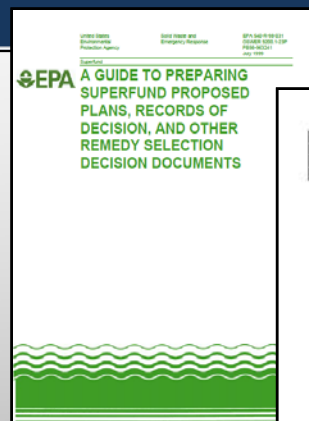 United States
Environmental
Protection Agency
Solid Waste and
Emergency Response
EPA 540-R-98-031
OSWER 9200.1-23P
PB98-963241
July 1999
Superfund
EPA
A GUIDE TO PREPARING
SUPERFUND PROPOSED
PLANS, RECORDS OF
DECISION, AND OTHER
REMEDY SELECTION
DECISION DOCUMENTS